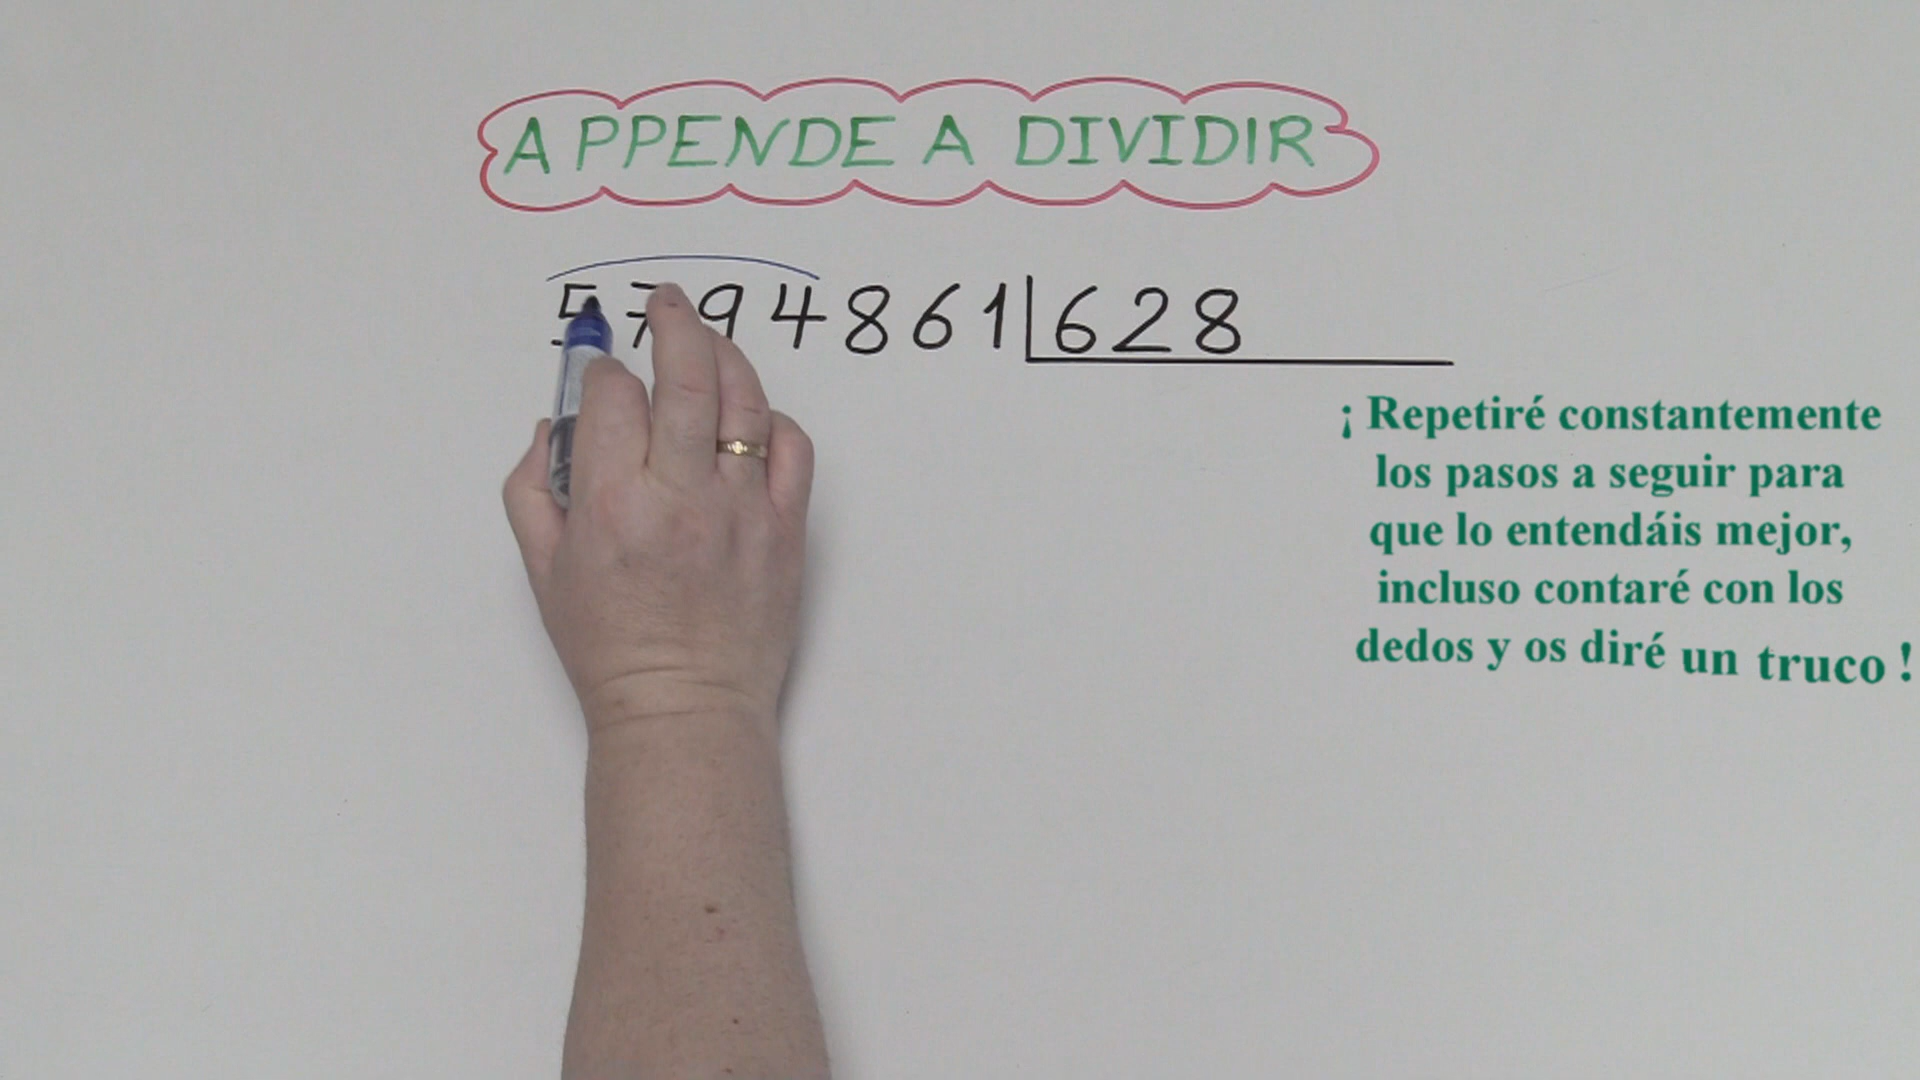 APPENDE A DIVIDIR
5794861 628
¡ Repetiré constantemente
los pasos a seguir para
que lo entendáis mejor,
incluso contaré con los
dedos y os diré un truco !